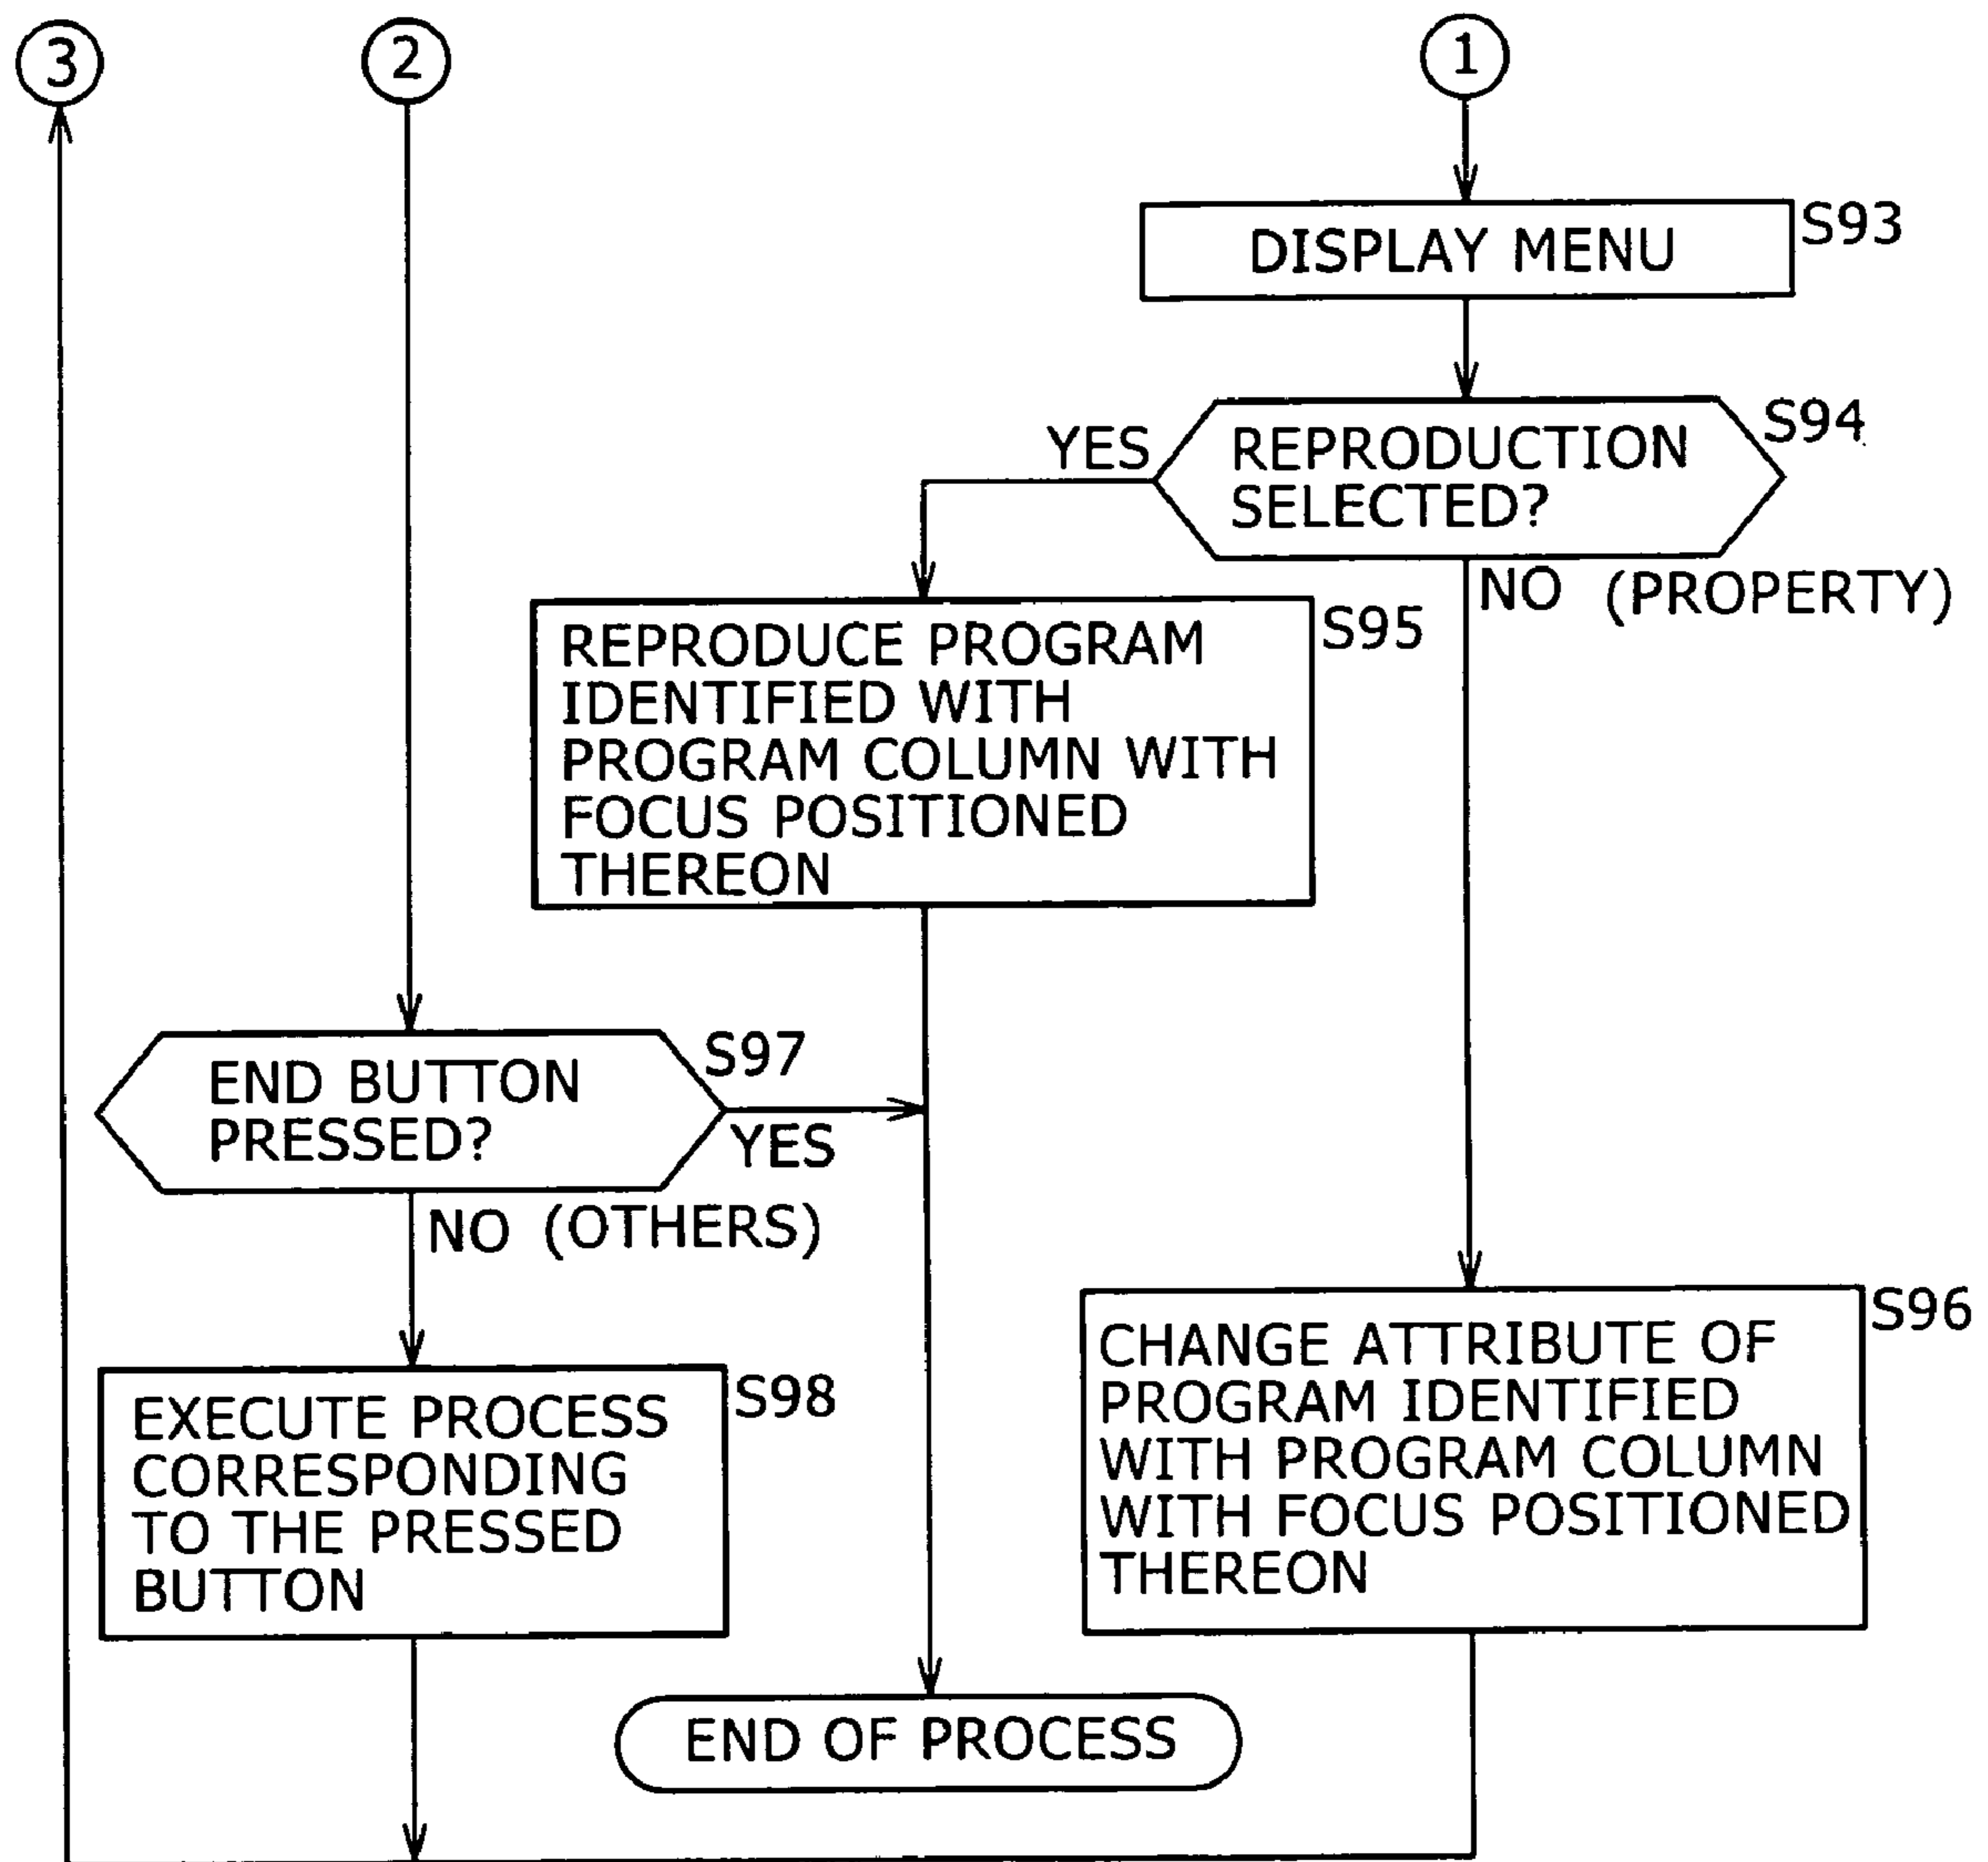 3
2
1
DISPLAY MENU
S93
REPRODUCTION
SELECTED?
S94
YES
NO (PROPERTY)
REPRODUCE PROGRAM
IDENTIFIED WITH
PROGRAM COLUMN WITH
FOCUS POSITIONED
THEREON
S95
END BUTTON
PRESSED?
S97
YES
NO (OTHERS)
CHANGE ATTRIBUTE OF
PROGRAM IDENTIFIED
WITH PROGRAM COLUMN
WITH FOCUS POSITIONED
THEREON
S96
EXECUTE PROCESS
CORRESPONDING
TO THE PRESSED
BUTTON
S98
END OF PROCESS